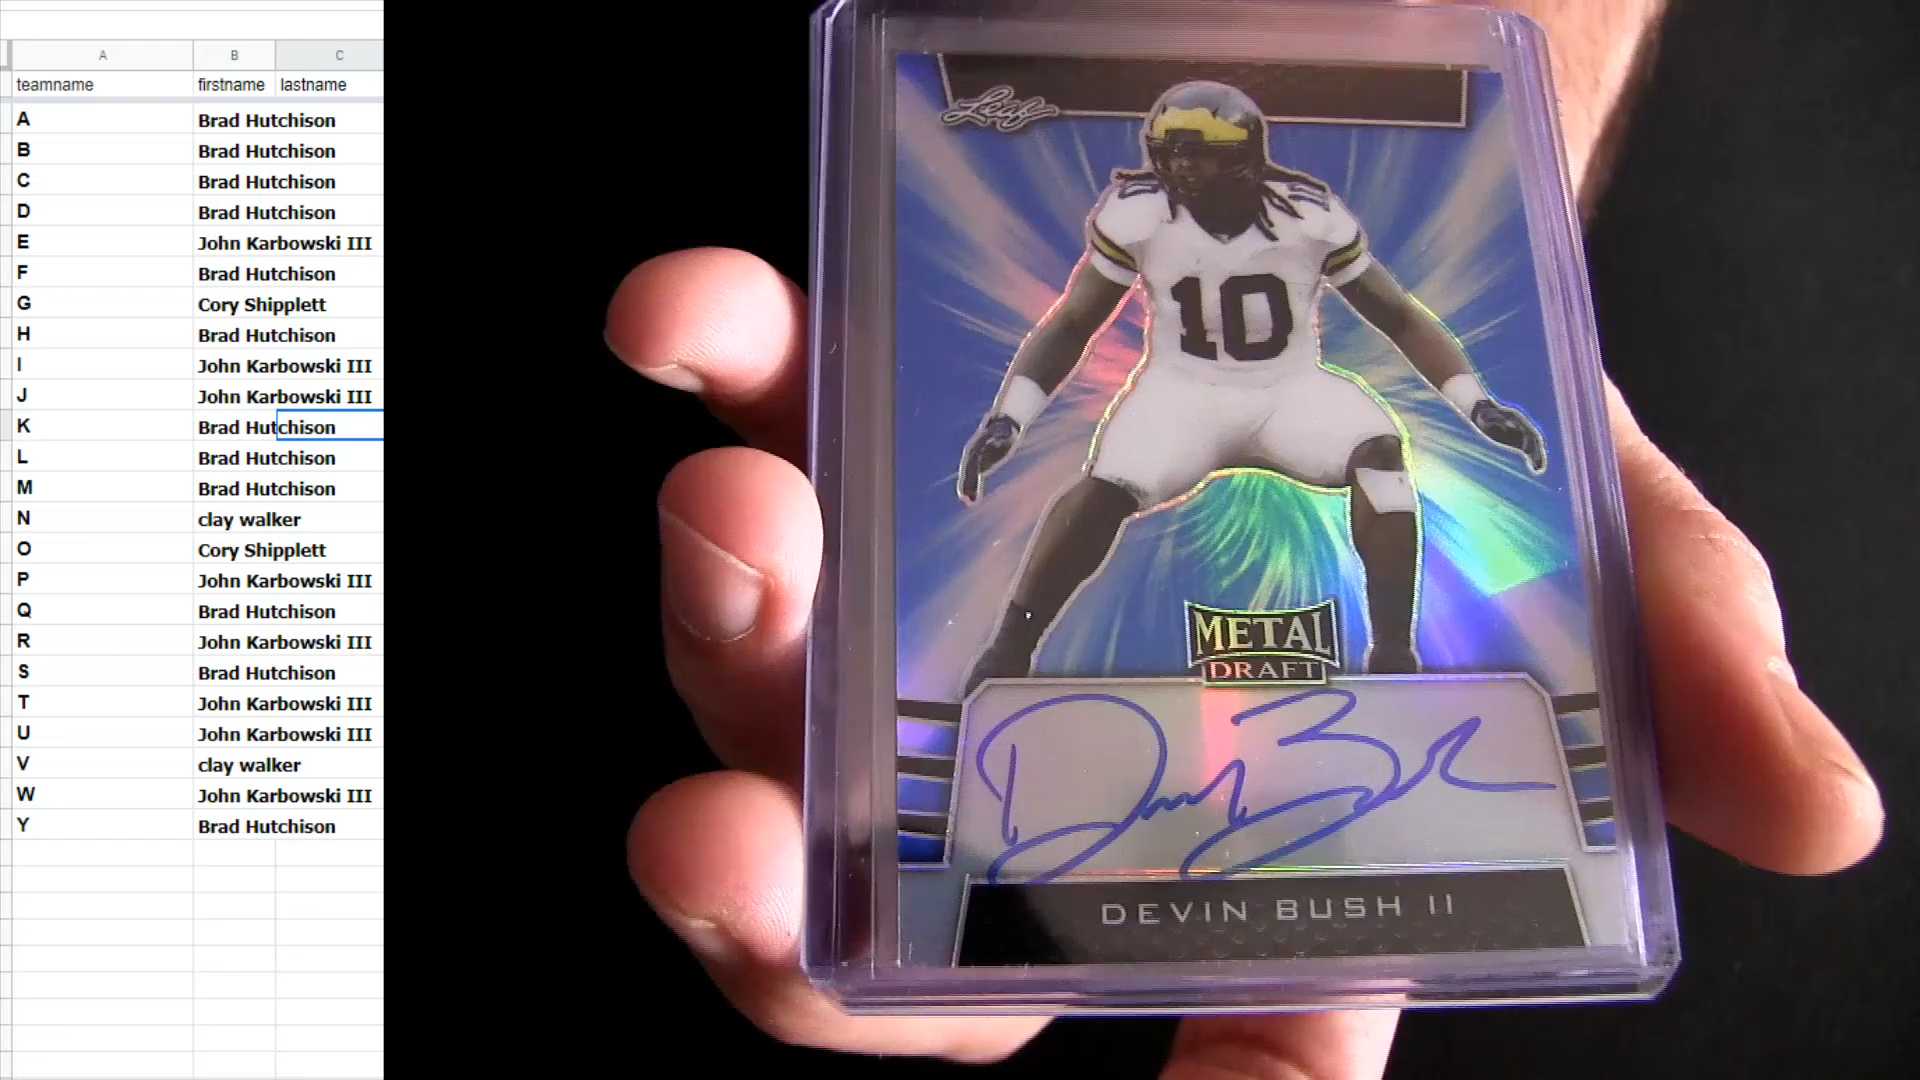 A B C
teamname firstname lastname
A Brad Hutchison
B Brad Hutchison
C Brad Hutchison
D Brad Hutchison
E John Karbowski III
F Brad Hutchison
G Cory Shipplett
H Brad Hutchison
I John Karbowski III
J John Karbowski III
K Brad Hutchison
L Brad Hutchison
M Brad Hutchison
N clay walker
O Cory Shipplett
P John Karbowski III
Q Brad Hutchison
R John Karbowski III
S Brad Hutchison
T John Karbowski III
U John Karbowski III
V clay walker
W John Karbowski III
Y Brad Hutchison
Leaf
10
10
10
METAL
DRAFT
DEVIN BUSH II